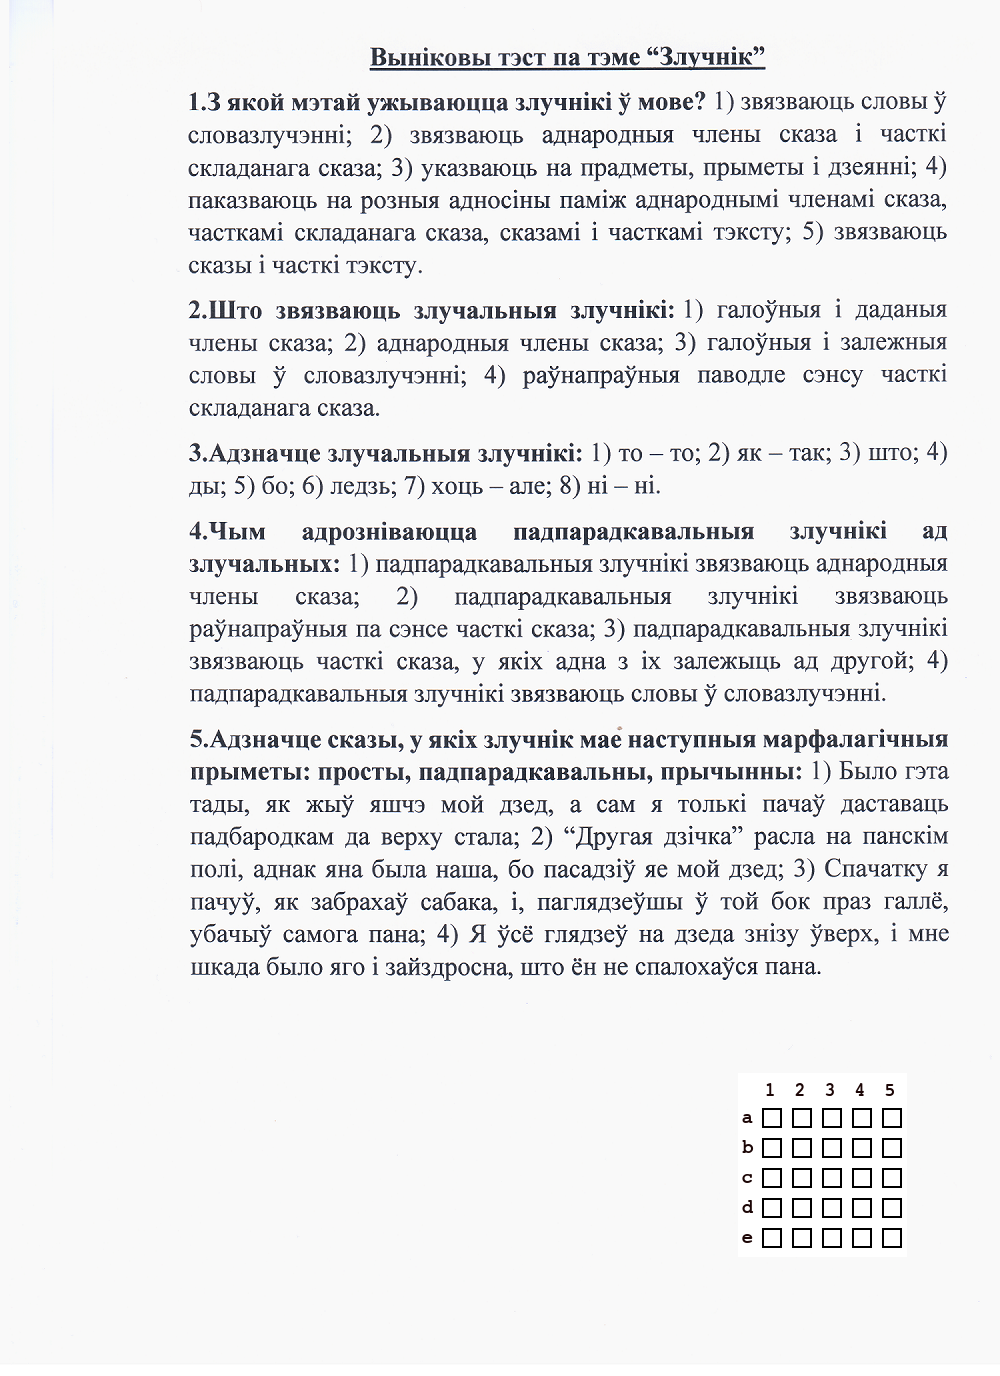 Выніковы тэст па тэме “Злучнік”
1.З якой мэтай ужываюцца злучнікі ў мове? 1) звязваюць словы ў
словазлучэнні; 2) звязваюць аднародныя члены сказа і часткі
складанага сказа; 3) указваюць на прадметы, прыметы і дзеянні; 4)
паказваюць на розныя адносіны паміж аднароднымі членамі сказа,
часткамі складанага сказа, сказамі і часткамі тэксту; 5) звязваюць
сказы і часткі тэксту.
2.Што звязваюць злучальныя злучнікі: 1) галоўныя і даданыя
члены сказа; 2) аднародныя члены сказа; 3) галоўныя і залежныя
словы ў словазлучэнні; 4) раўнапраўныя паводле сэнсу часткі
складанага сказа.
3.Адзначце злучальныя злучнікі: 1) то – то; 2) як – так; 3) што; 4)
ды; 5) бо; 6) ледзь; 7) хоць – але; 8) ні – ні.
4.Чым адрозніваюцца падпарадкавальныя злучнікі ад
злучальных: 1) падпарадкавальныя злучнікі звязваюць аднародныя
члены сказа; 2) падпарадкавальныя злучнікі звязваюць
раўнапраўныя па сэнсе часткі сказа; 3) падпарадкавальныя злучнікі
звязваюць часткі сказа, у якіх адна з іх залежыць ад другой; 4)
падпарадкавальныя злучнікі звязваюць словы ў словазлучэнні.
5.Адзначце сказы, у якіх злучнік мае наступныя марфалагічныя
прыметы: просты, падпарадкавальны, прычынны: 1) Было гэта
тады, як жыў яшчэ мой дзед, а сам я толькі пачаў даставаць
падбародкам да верху стала; 2) “Другая дзічка” расла на панскім
полі, аднак яна была наша, бо пасадзіў яе мой дзед; 3) Спачатку я
пачуў, як забрахаў сабака, і, паглядзеўшы ў той бок праз галлё,
убачыў самога пана; 4) Я ўсё глядзеў на дзеда знізу ўверх, і мне
шкада было яго і зайздросна, што ён не спалохаўся пана.
1 2 3 4 5
a
b
c
d
e